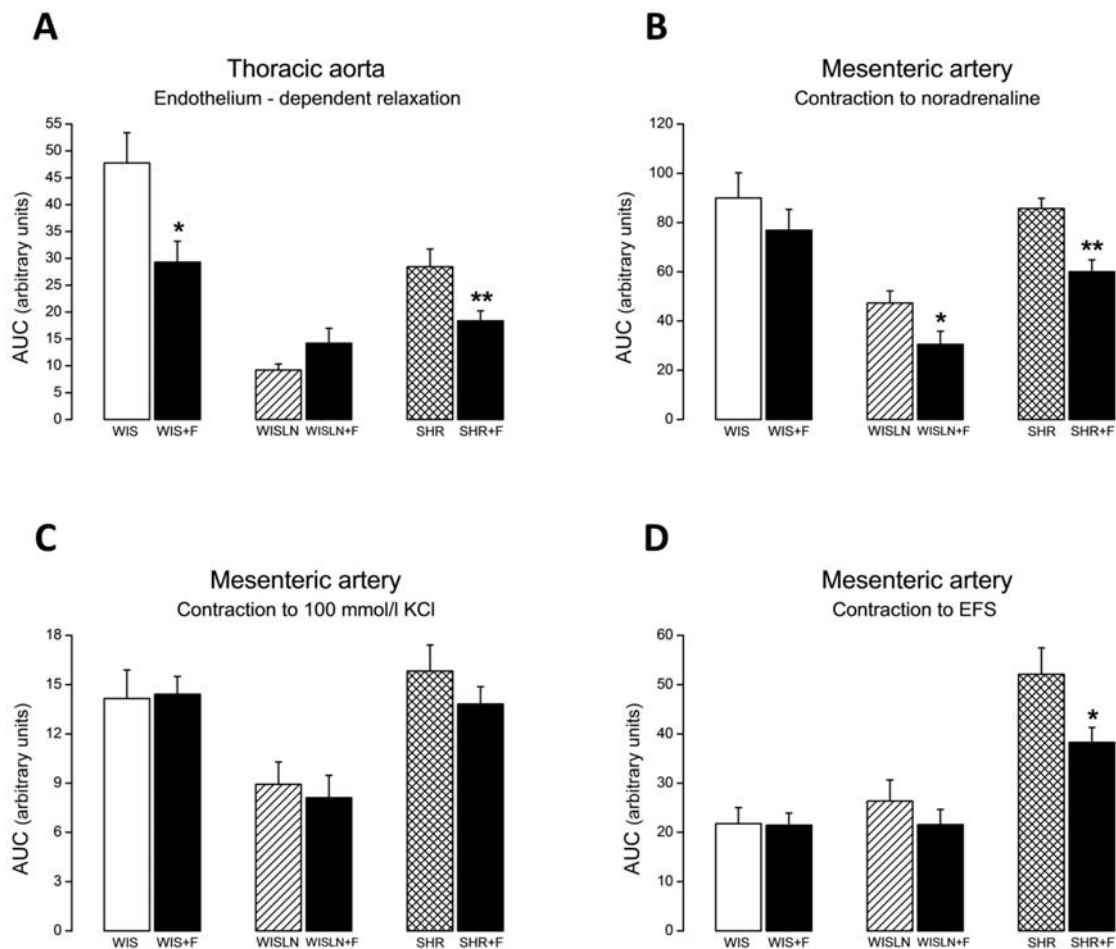 A
Thoracic aorta
Endothelium - dependent relaxation
AUC (arbitrary units)
55
50
45
40
35
30
25
20
15
10
5
0
*
**
WIS WIS+F WISLN WISLN+F SHR SHR+F
B
Mesenteric artery
Contraction to noradrenaline
AUC (arbitrary units)
120
100
80
60
40
20
0
*
**
WIS WIS+F WISLN WISLN+F SHR SHR+F
C
Mesenteric artery
Contraction to 100 mmol/l KCl
AUC (arbitrary units)
18
15
12
9
6
3
0
WIS WIS+F WISLN WISLN+F SHR SHR+F
D
Mesenteric artery
Contraction to EFS
AUC (arbitrary units)
60
50
40
30
20
10
0
*
WIS WIS+F WISLN WISLN+F SHR SHR+F